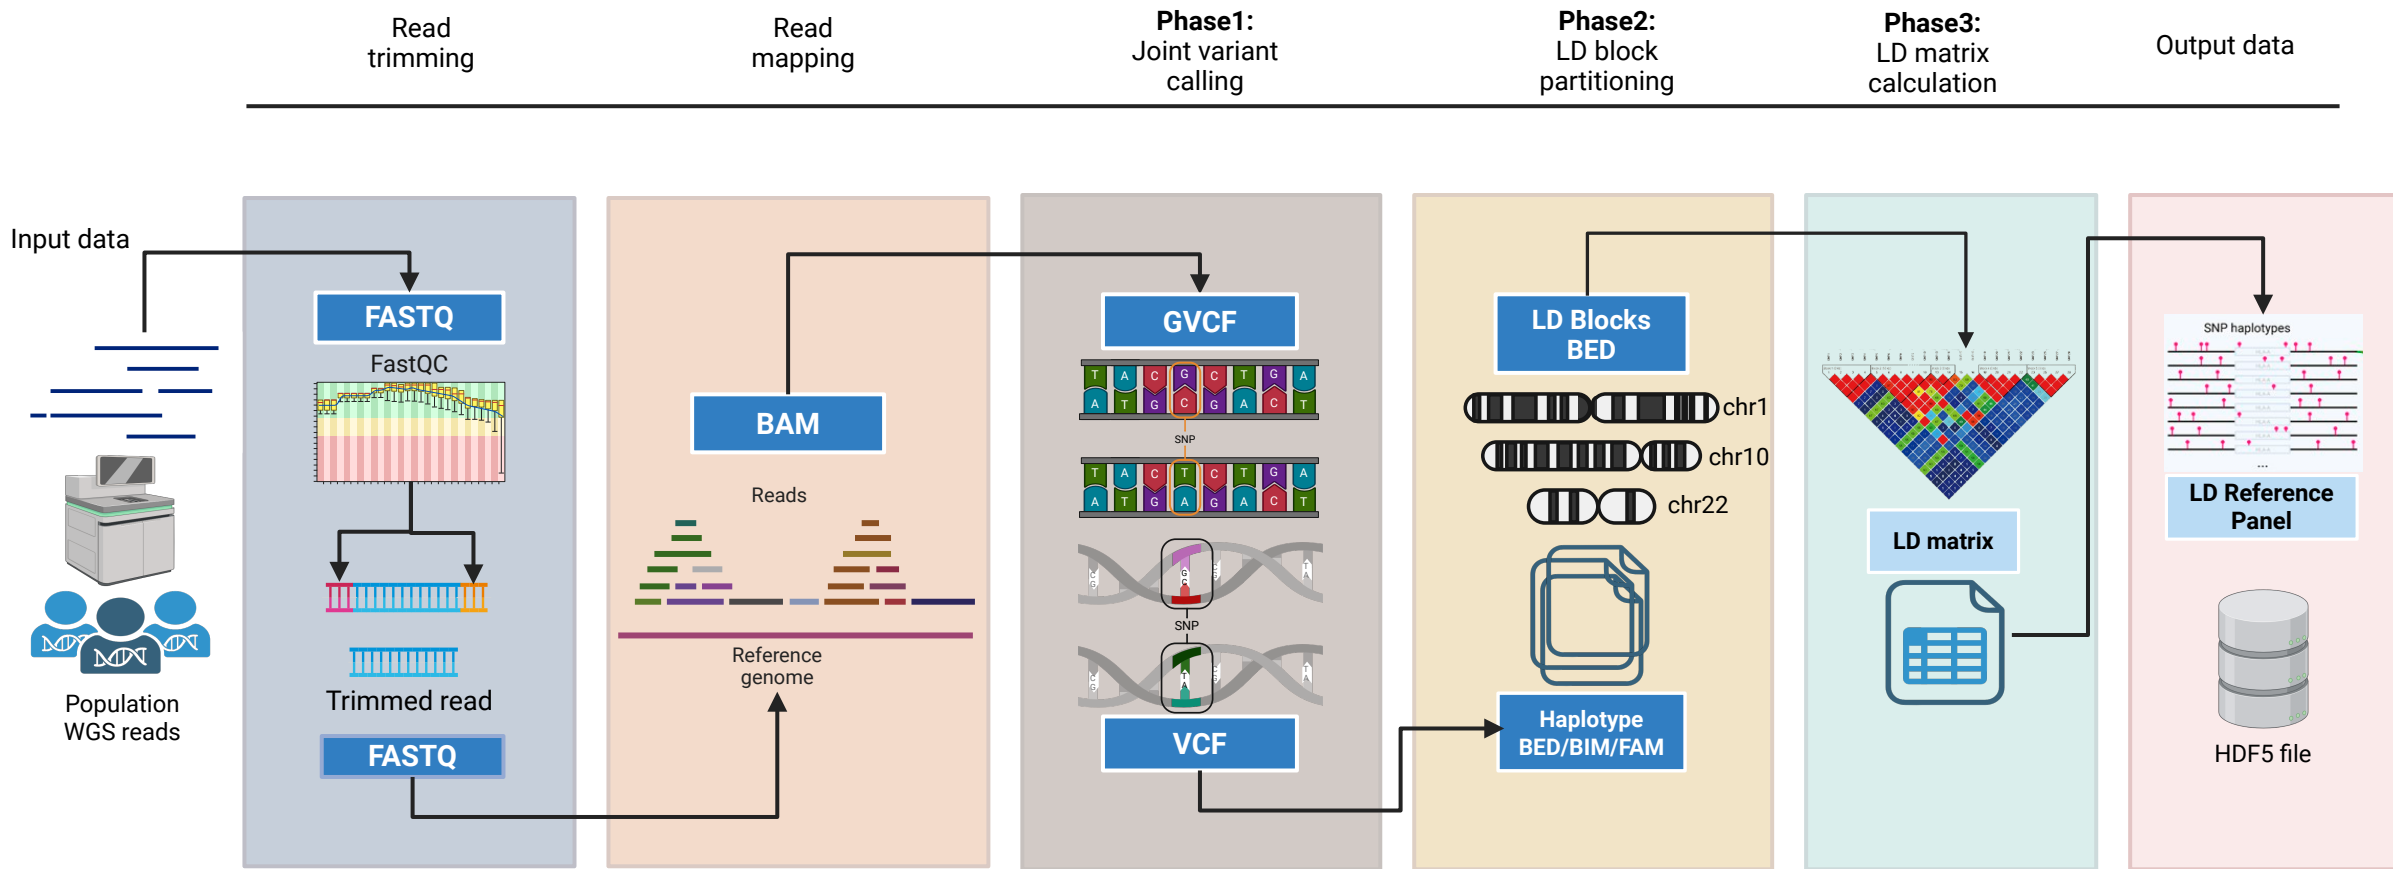 Read
trimming
Read
mapping
Phase1:
Joint variant
calling
Phase2:
LD block
partitioning
Phase3:
LD matrix
calculation
Output data
Input data
Population
WGS reads
FASTQ
FastQC
Trimmed read
FASTQ
BAM
Reads
Reference
genome
GVCF
T A C G C T G A
A T G C G A C T
SNP
T A C T C T G A
A T G A G A C T
SNP
VCF
LD Blocks
BED
chr1
chr10
chr22
Haplotype
BED/BIM/FAM
LD matrix
SNP haplotypes
...
LD Reference
Panel
HDF5 file